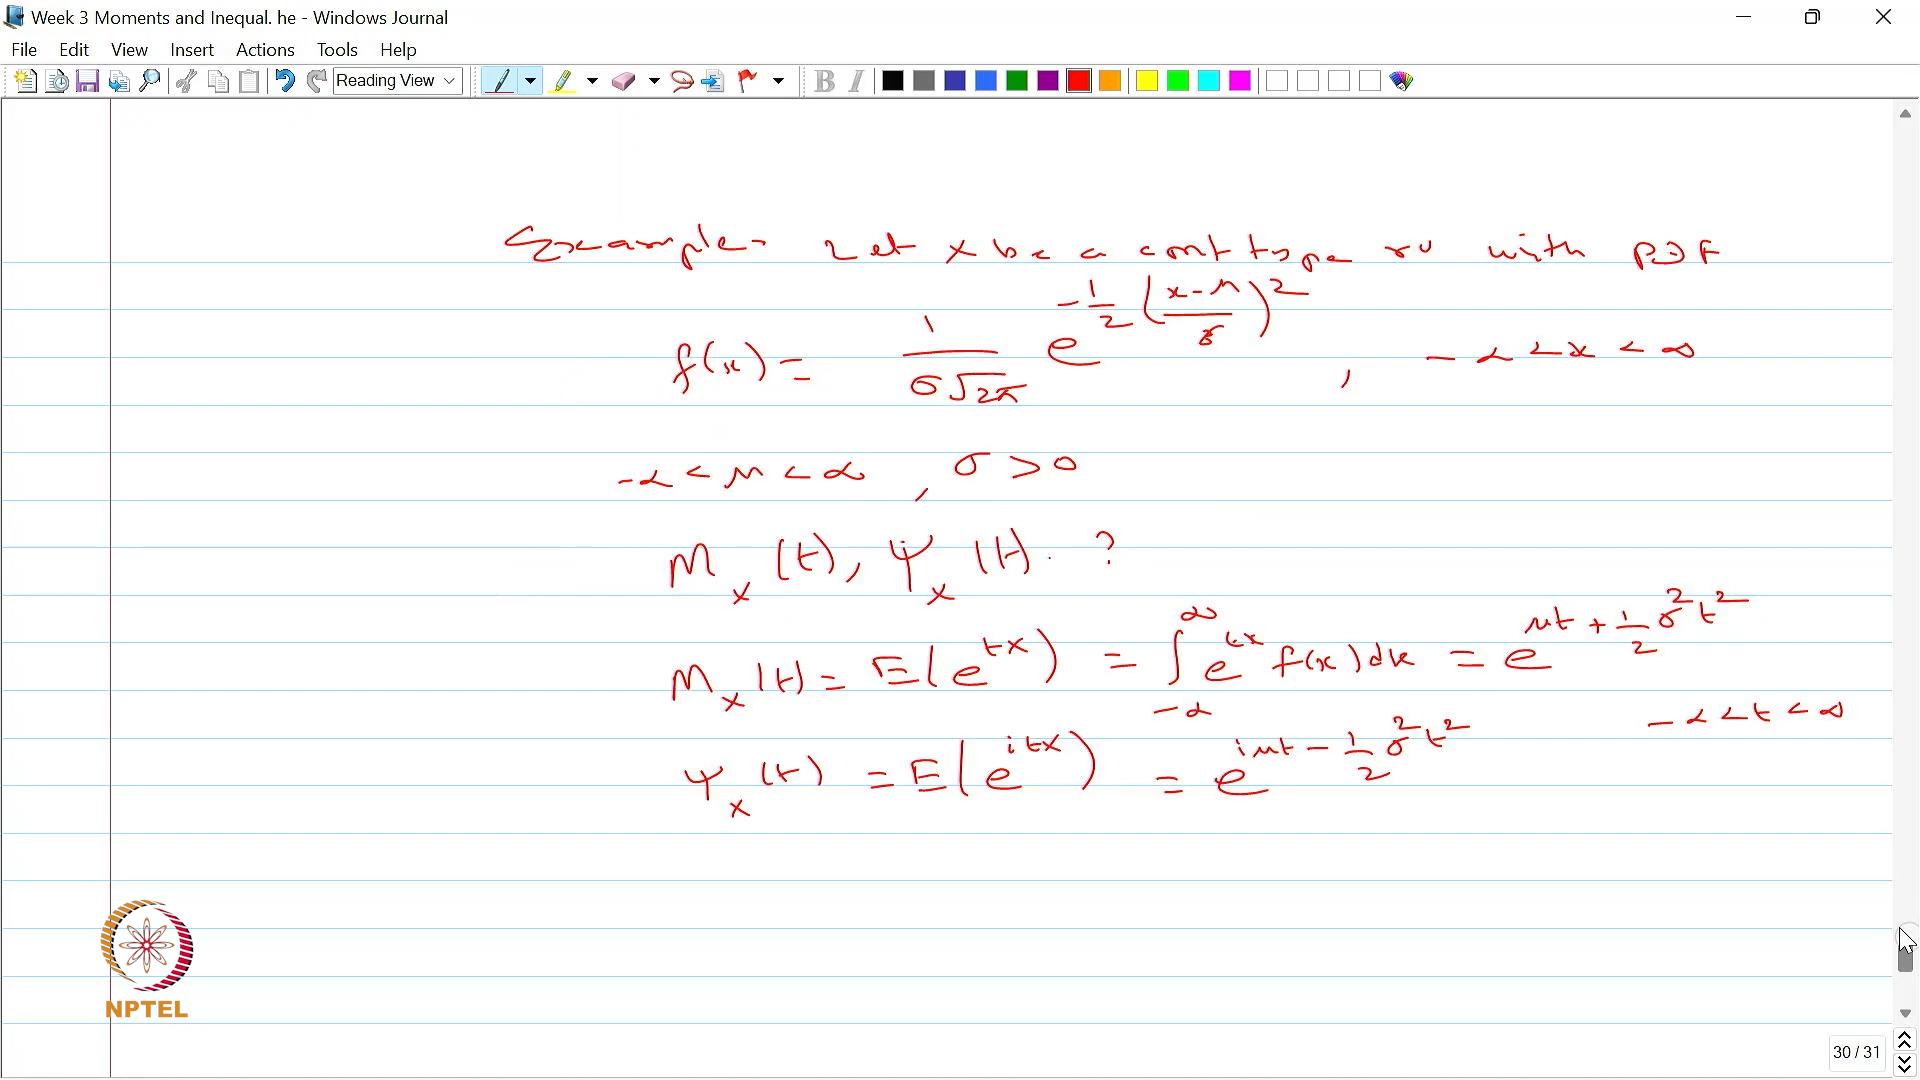 Week 3 Moments and Inequal. he - Windows Journal
File Edit View Insert Actions Tools Help
Reading View B I
Example- Let X be a cont type rv with PDF
f(x) = 1/(σ√2π) e^(-1/2 ((x-μ)/σ)^2) , -∞ < x < ∞
-∞ < μ < ∞ , σ > 0
M_X (t), Ψ_X (t). ?
M_X (t) = E(e^(tX)) = ∫_(-∞)^∞ e^(tx) f(x) dx = e^(μt + 1/2 σ^2 t^2)
-∞ < t < ∞
Ψ_X (t) = E(e^(itX)) = e^(iμt - 1/2 σ^2 t^2)
NPTEL
30 / 31